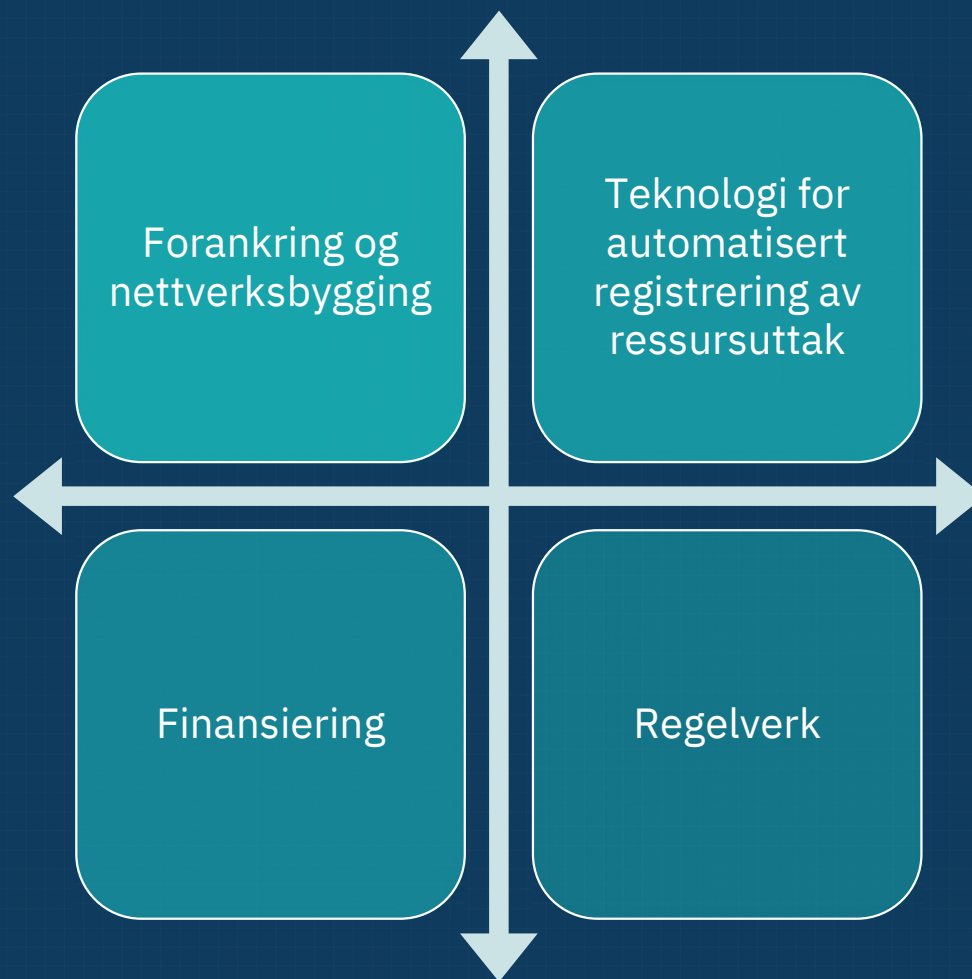 Forankring og
nettverksbygging
Teknologi for
automatisert
registrering av
ressursuttak
Finansiering
Regelverk